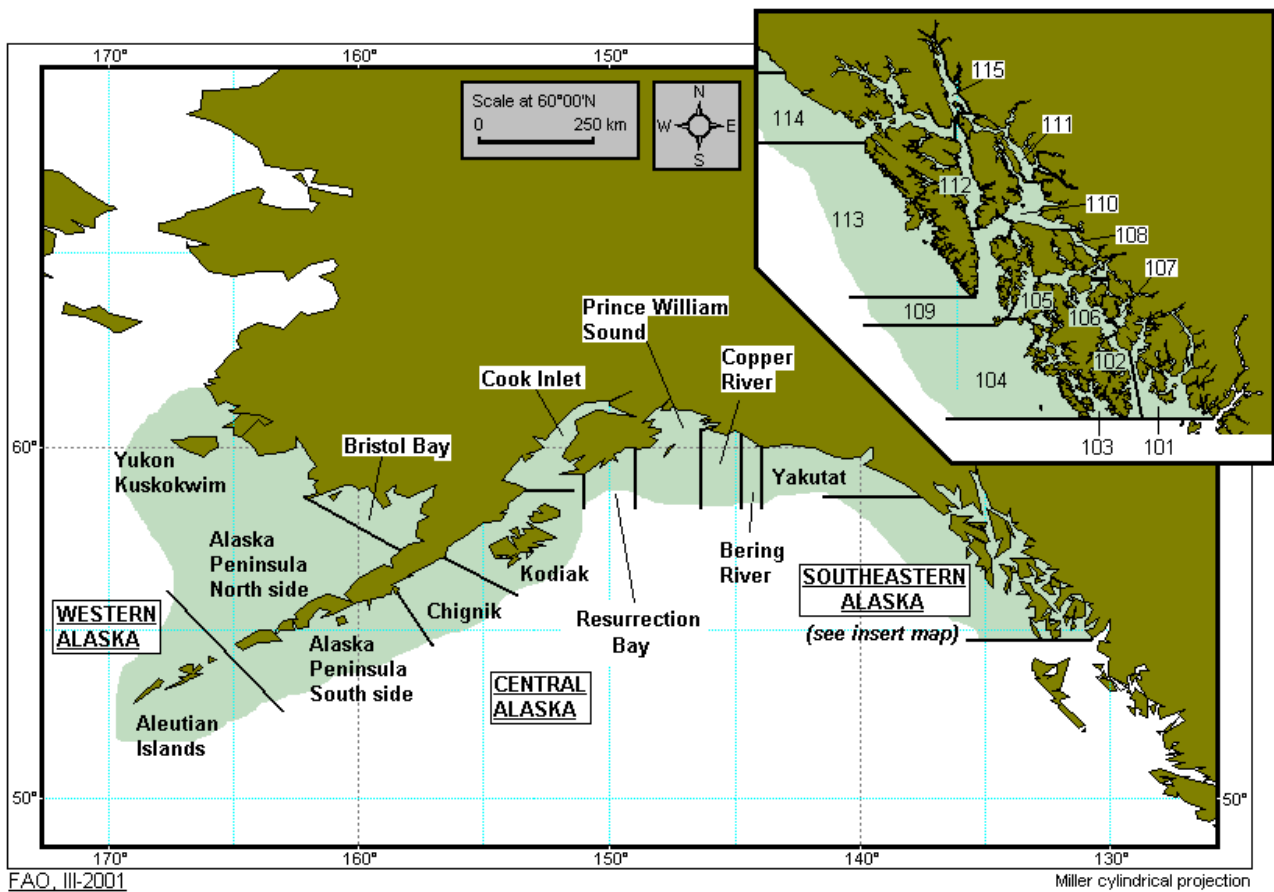 170°
160°
150°
Scale at 60°00'N
0
250 km
N
W
E
S
115
114
111
112
110
113
108
107
105
109
106
102
104
103
101
Prince William
Sound
Copper
River
Cook Inlet
60°
Bristol Bay
Yukon
Kuskokwim
Yakutat
Alaska
Peninsula
North side
Kodiak
Bering
River
SOUTHEASTERN
ALASKA
(see insert map)
WESTERN
ALASKA
Chignik
Resurrection
Bay
Alaska
Peninsula
South side
CENTRAL
ALASKA
Aleutian
Islands
50°
50°
170°
160°
150°
140°
130°
FAO, III-2001
Miller cylindrical projection